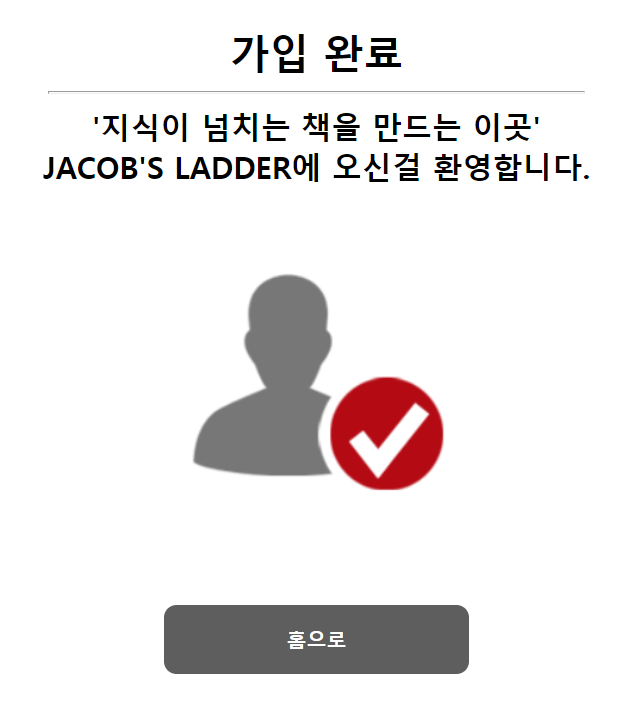 가입 완료
'지식이 넘치는 책을 만드는 이곳'
JACOB'S LADDER에 오신걸 환영합니다.
홈으로